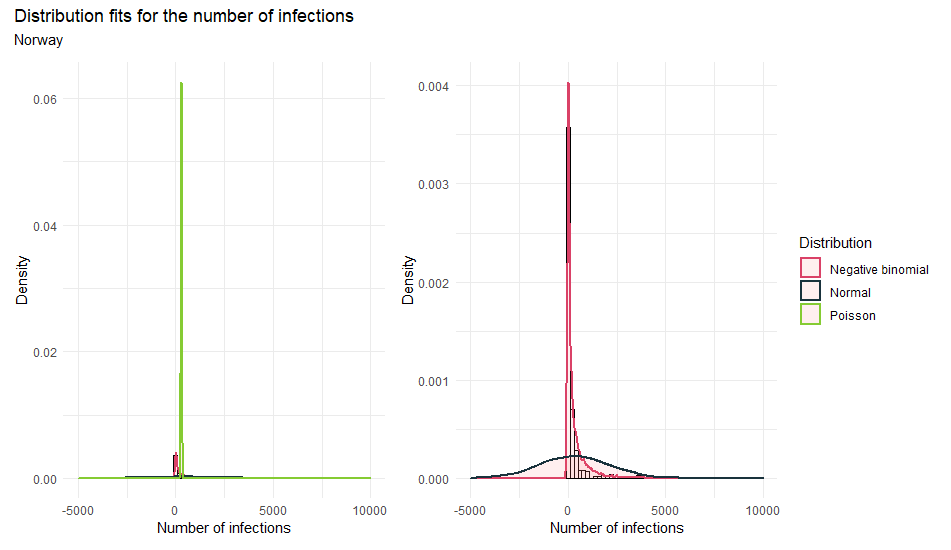 Distribution fits for the number of infections
Norway
0.06
0.04
0.02
0.00
Density
-5000
0
5000
10000
Number of infections
0.004
0.003
0.002
0.001
0.000
Density
-5000
0
5000
10000
Number of infections
Distribution
Negative binomial
Normal
Poisson